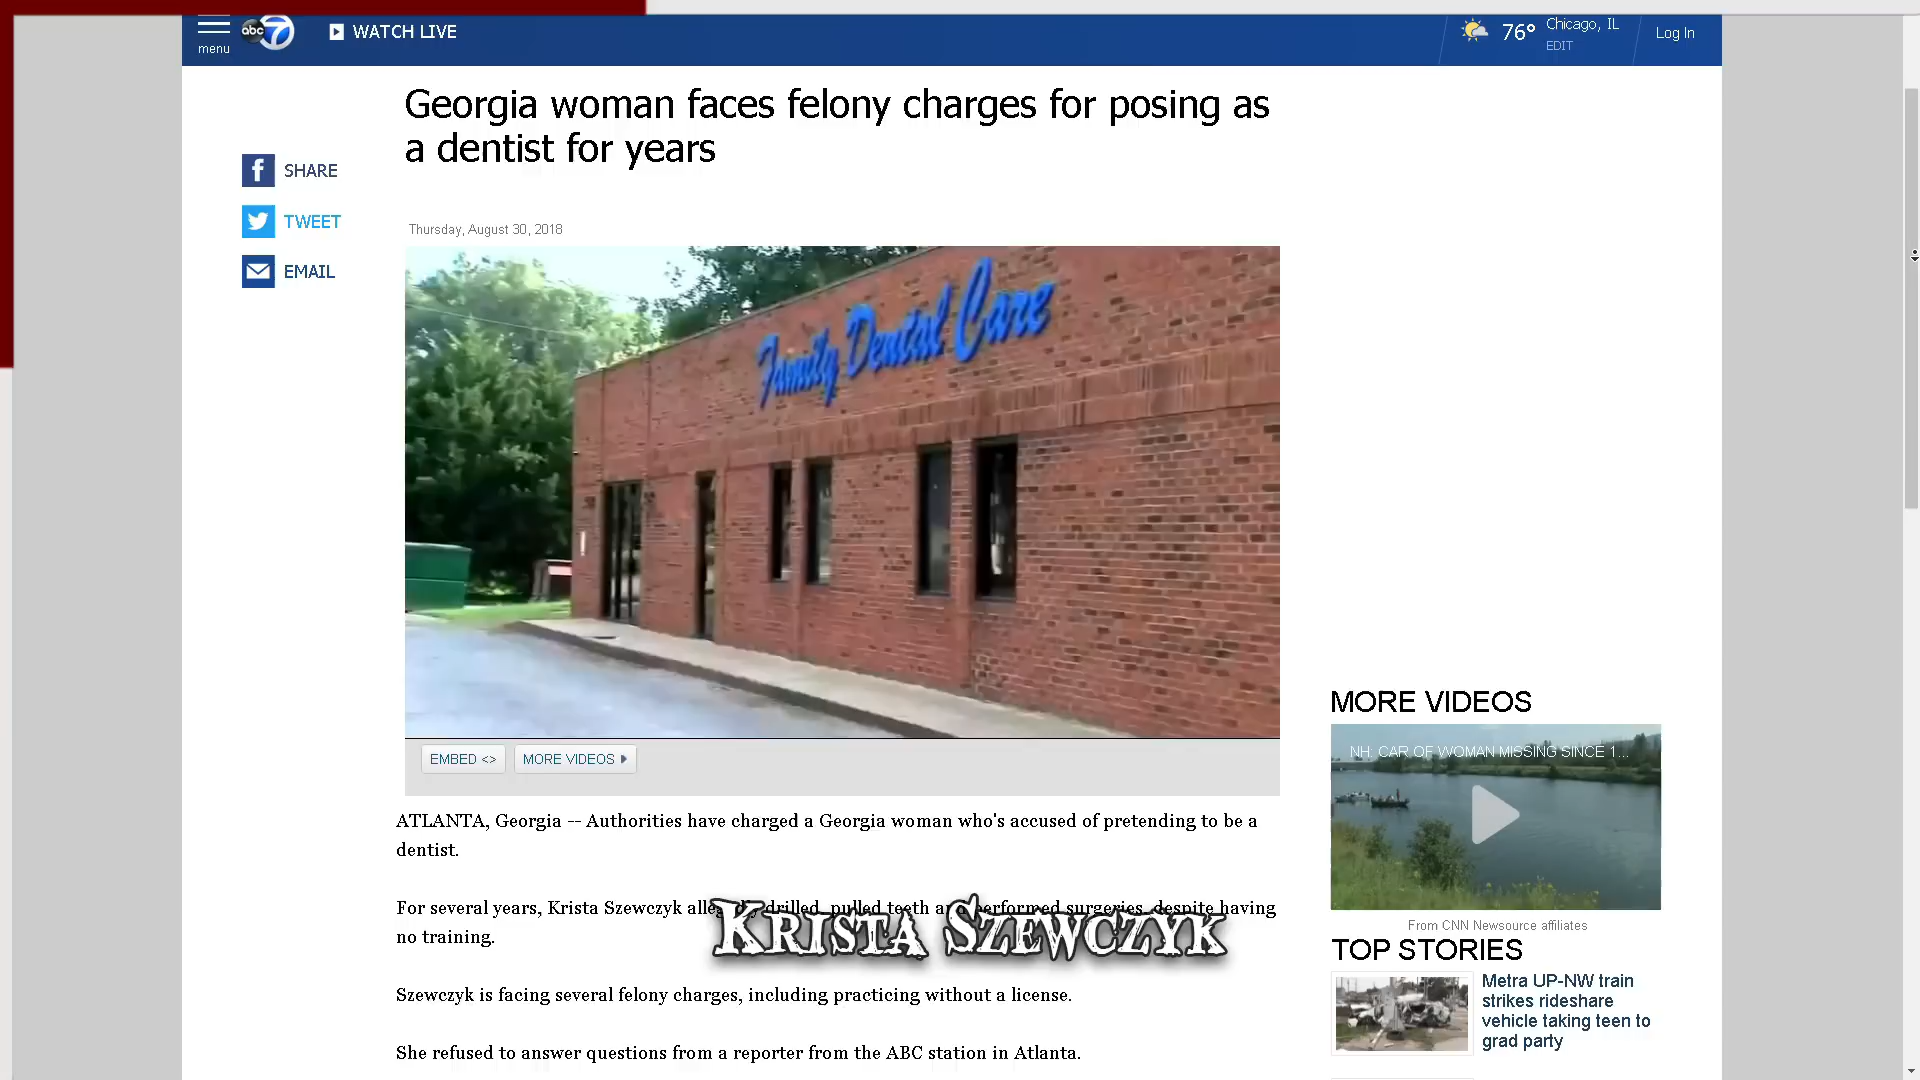 menu
abc 7
WATCH LIVE
76°
Chicago, IL
EDIT
Log In
Georgia woman faces felony charges for posing as
a dentist for years
SHARE
TWEET
EMAIL
Thursday, August 30, 2018
Family Dental Care
EMBED <>
MORE VIDEOS
ATLANTA, Georgia -- Authorities have charged a Georgia woman who's accused of pretending to be a
dentist.
For several years, Krista Szewczyk drilled, pulled teeth performed surgeries, despite having
no training.
Krista Szewczyk
Szewczyk is facing several felony charges, including practicing without a license.
She refused to answer questions from a reporter from the ABC station in Atlanta.
MORE VIDEOS
NH: CAR OF WOMAN MISSING SINCE 1...
From CNN Newsource affiliates
TOP STORIES
Metra UP-NW train
strikes rideshare
vehicle taking teen to
grad party